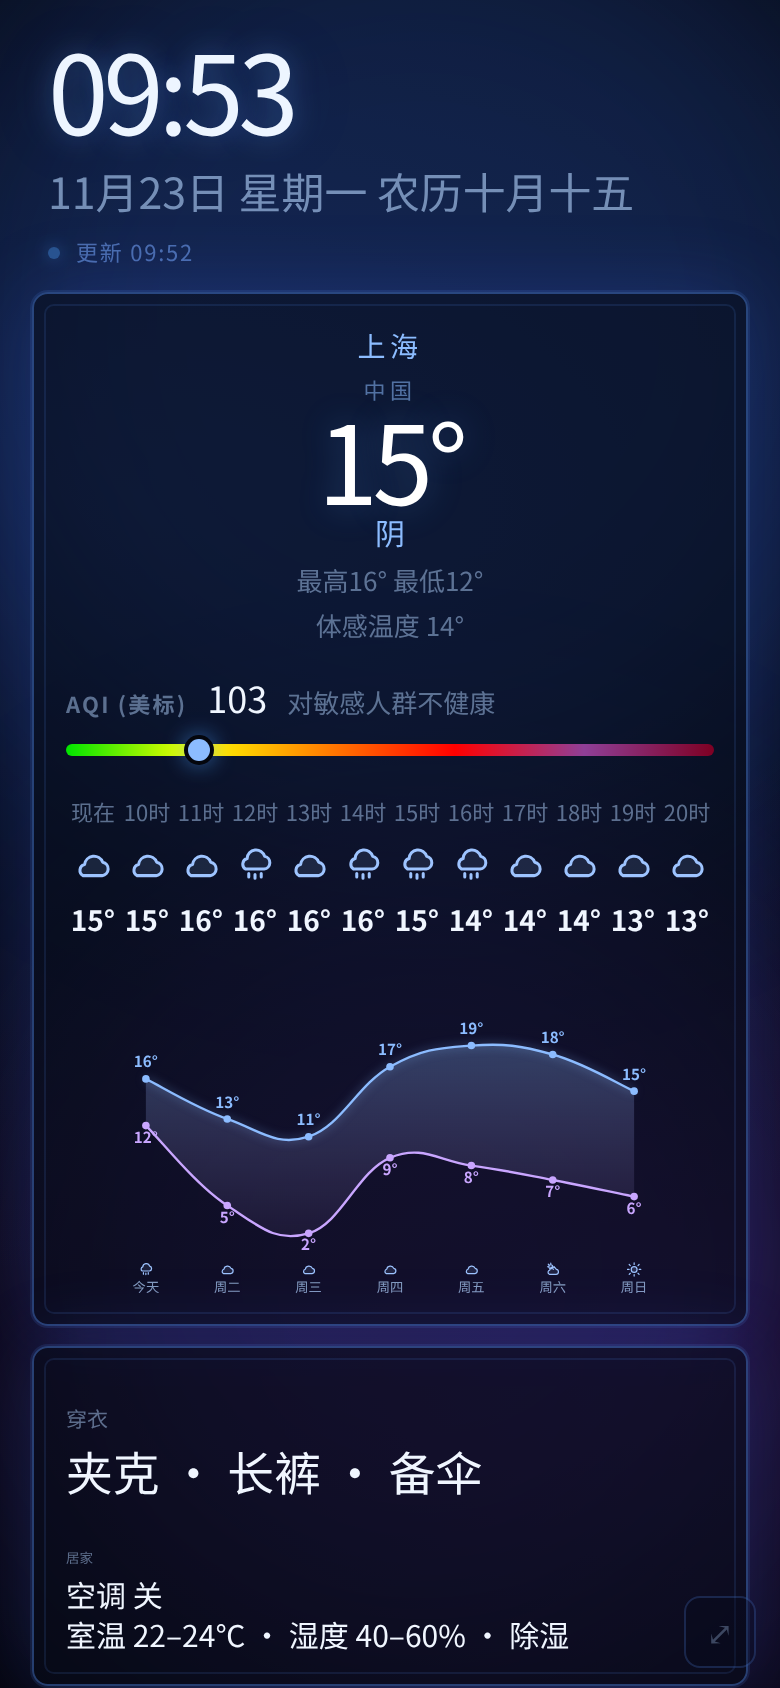 09:53
11月23日 星期一 农历十月十五
更新 09:52
上海
中国
15°
阴
最高16° 最低12°
体感温度 14°
AQI (美标) 103 对敏感人群不健康
现在 10时 11时 12时 13时 14时 15时 16时 17时 18时 19时 20时
15° 15° 16° 16° 16° 16° 15° 14° 14° 14° 13° 13°
16° 13° 11° 17° 19° 18° 15°
12° 5° 2° 9° 8° 7° 6°
今天 周二 周三 周四 周五 周六 周日
穿衣
夹克 · 长裤 · 备伞
居家
空调 关
室温 22–24°C · 湿度 40–60% · 除湿